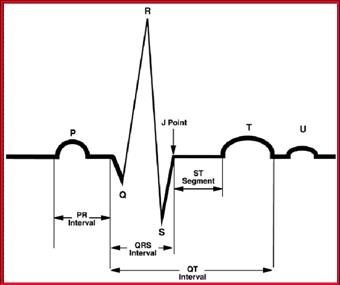 R
J Point
P
T
U
ST
Segment
Q
PR
Interval
S
QRS
Interval
QT
Interval